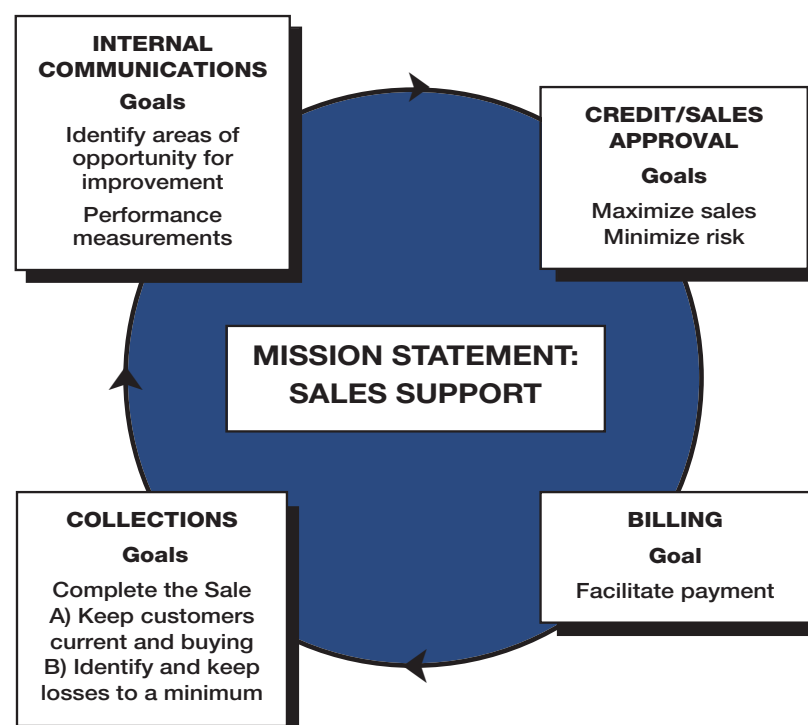 INTERNAL
COMMUNICATIONS
Goals
Identify areas of
opportunity for
improvement
Performance
measurements
CREDIT/SALES
APPROVAL
Goals
Maximize sales
Minimize risk
MISSION STATEMENT:
SALES SUPPORT
COLLECTIONS
Goals
Complete the Sale
A) Keep customers
current and buying
B) Identify and keep
losses to a minimum
BILLING
Goal
Facilitate payment